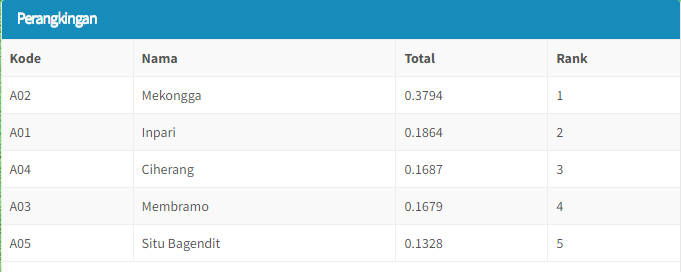 Perangkingan
Kode Nama Total Rank
A02 Mekongga 0.3794 1
A01 Inpari 0.1864 2
A04 Ciherang 0.1687 3
A03 Membramo 0.1679 4
A05 Situ Bagendit 0.1328 5